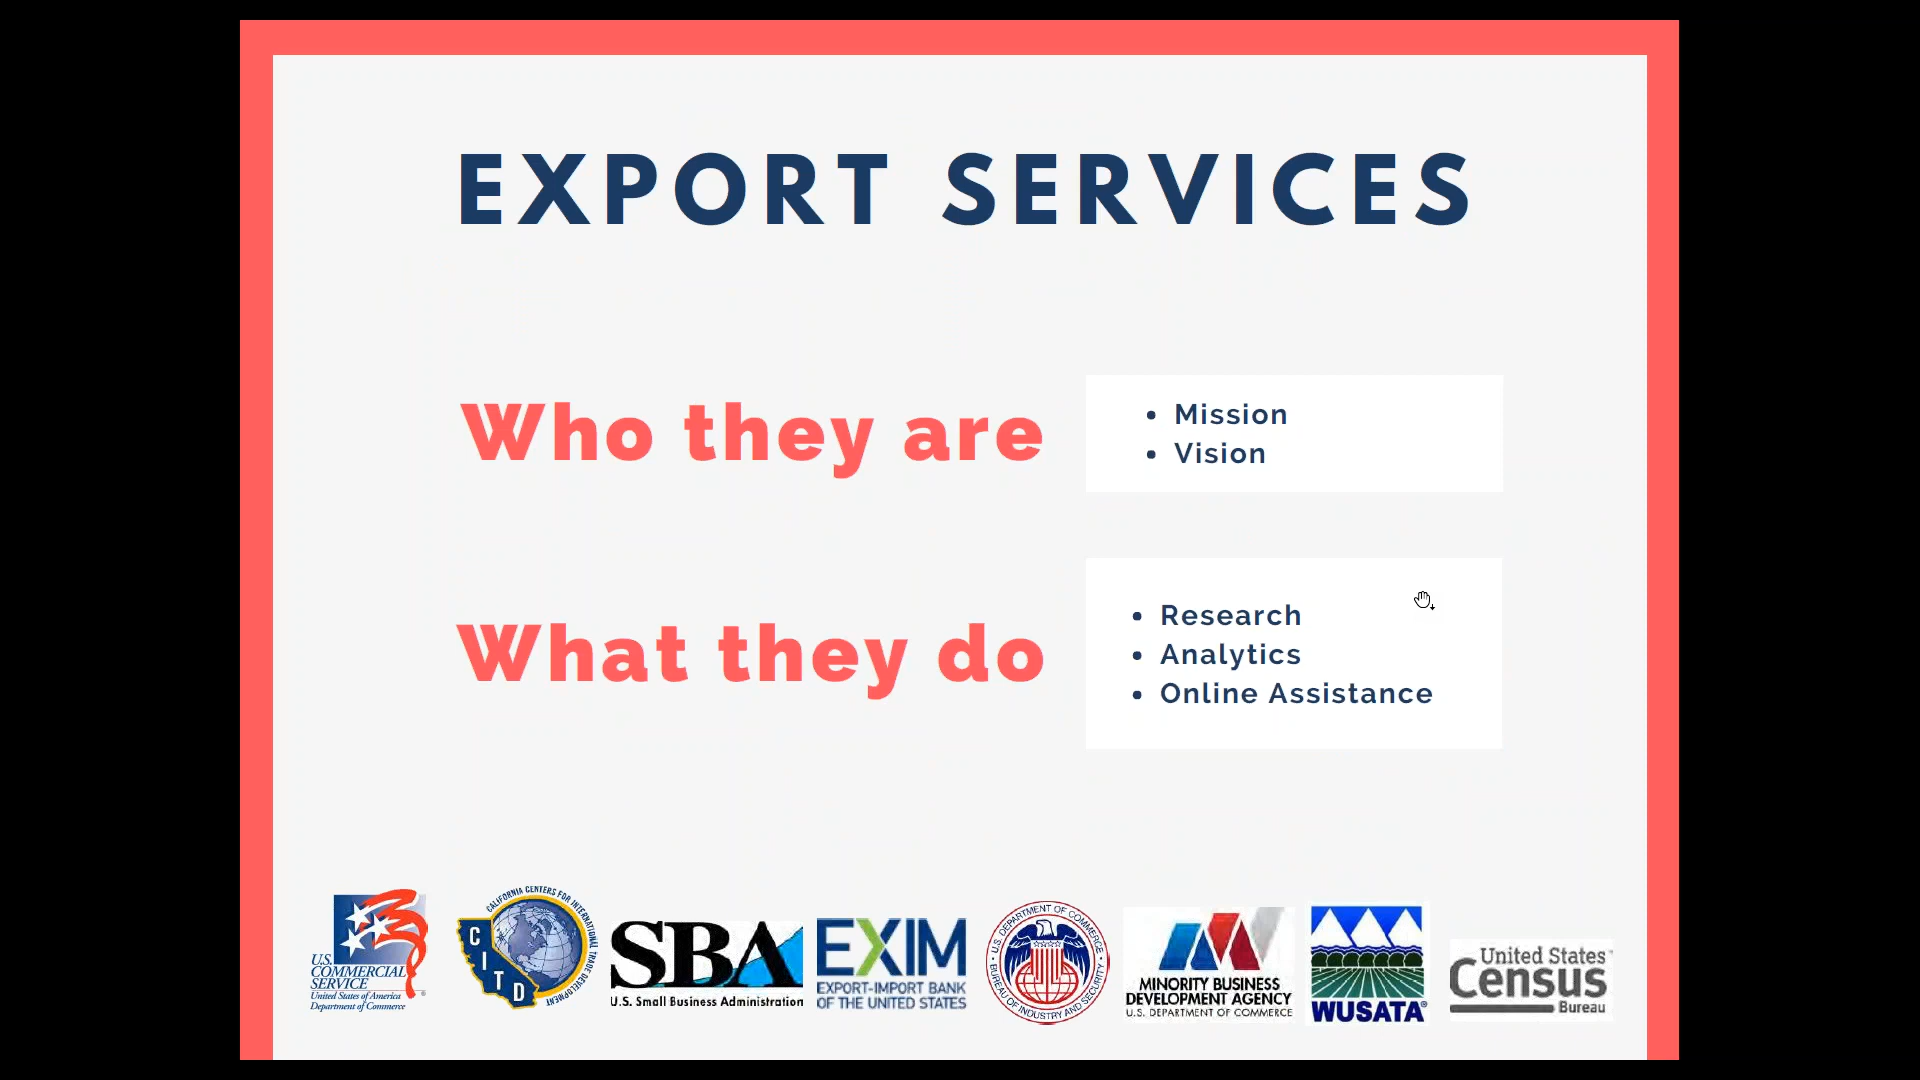 EXPORT SERVICES
Who they are
• Mission
• Vision
What they do
• Research
• Analytics
• Online Assistance
U.S.
COMMERCIAL
SERVICE
United States of America
Department of Commerce
CALIFORNIA CENTERS FOR INTERNATIONAL TRADE DEVELOPMENT
CITD
SBA
U.S. Small Business Administration
EXIM
EXPORT-IMPORT BANK
OF THE UNITED STATES
U.S. DEPARTMENT OF COMMERCE
BUREAU OF INDUSTRY AND SECURITY
MINORITY BUSINESS
DEVELOPMENT AGENCY
U.S. DEPARTMENT OF COMMERCE
WUSATA®
United States™
Census
Bureau